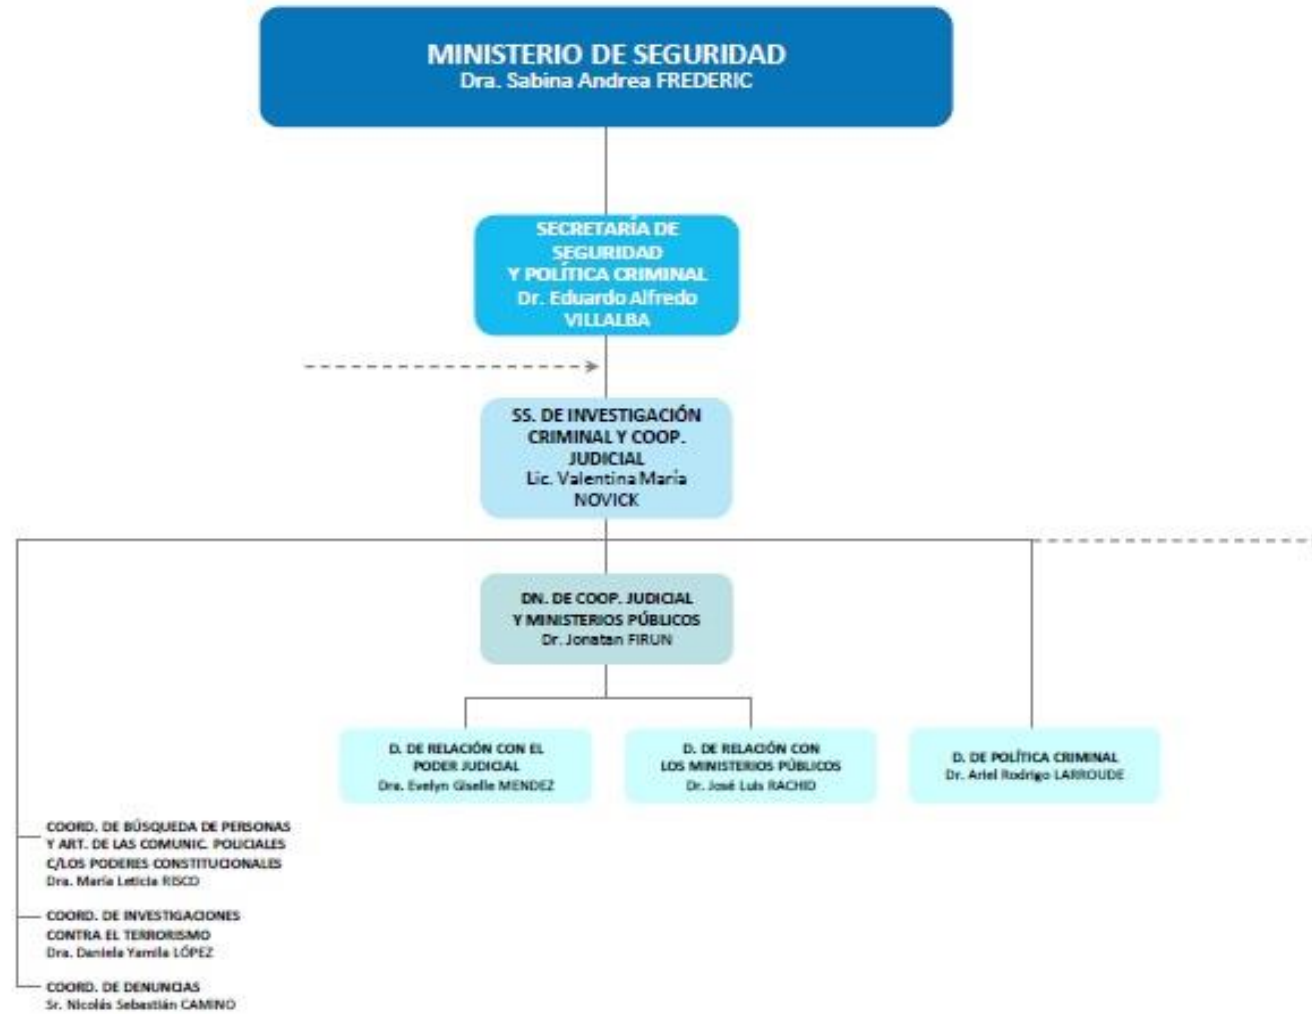 MINISTERIO DE SEGURIDAD
Dra. Sabina Andrea FREDERIC
SECRETARÍA DE
SEGURIDAD
Y POLÍTICA CRIMINAL
Dr. Eduardo Alfredo
VILLALBA
SS. DE INVESTIGACIÓN
CRIMINAL Y COOP.
JUDICIAL
Lic. Valentina María
NOVICK
DN. DE COOP. JUDICIAL
Y MINISTERIOS PÚBLICOS
Dr. Jonatan FIRUN
D. DE RELACIÓN CON EL
PODER JUDICIAL
Dra. Evelyn Giselle MENDEZ
D. DE RELACIÓN CON
LOS MINISTERIOS PÚBLICOS
Dr. José Luis RACHID
D. DE POLÍTICA CRIMINAL
Dr. Ariel Rodrigo LARROUDE
COORD. DE BÚSQUEDA DE PERSONAS
Y ART. DE LAS COMUNIC. POLICIALES
C/LOS PODERES CONSTITUCIONALES
Dra. María Leticia RISCO
COORD. DE INVESTIGACIONES
CONTRA EL TERRORISMO
Dra. Daniela Yamila LÓPEZ
COORD. DE DENUNCIAS
Sr. Nicolás Sebastián CAMINO